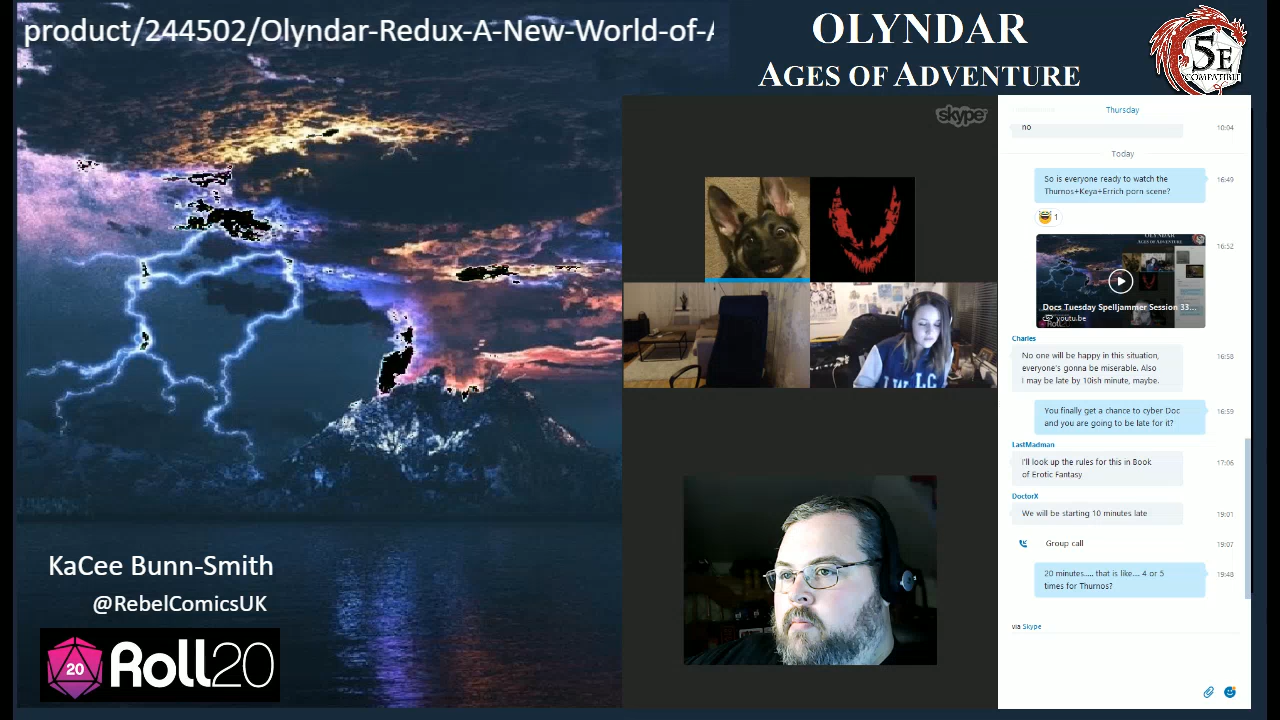 product/244502/Olyndar-Redux-A-New-World-of-A
OLYNDAR
AGES OF ADVENTURE
5E
COMPATIBLE
skype
Thursday
no
10:04
Today
So is everyone ready to watch the
Thurnos+Keya+Errich porn scene?
16:49
1
OLYNDAR
AGES OF ADVENTURE
16:52
Docs Tuesday Spelljammer Session 33...
youtu.be
Charles
No one will be happy in this situation,
everyone's gonna be miserable. Also
I may be late by 10ish minute, maybe.
16:58
You finally get a chance to cyber Doc
and you are going to be late for it?
16:59
LastMadman
I'll look up the rules for this in Book
of Erotic Fantasy
17:06
DoctorX
We will be starting 10 minutes late
19:01
Group call
19:07
20 minutes..... that is like.... 4 or 5
times for Thurnos?
19:48
via Skype
KaCee Bunn-Smith
@RebelComicsUK
20
Roll20